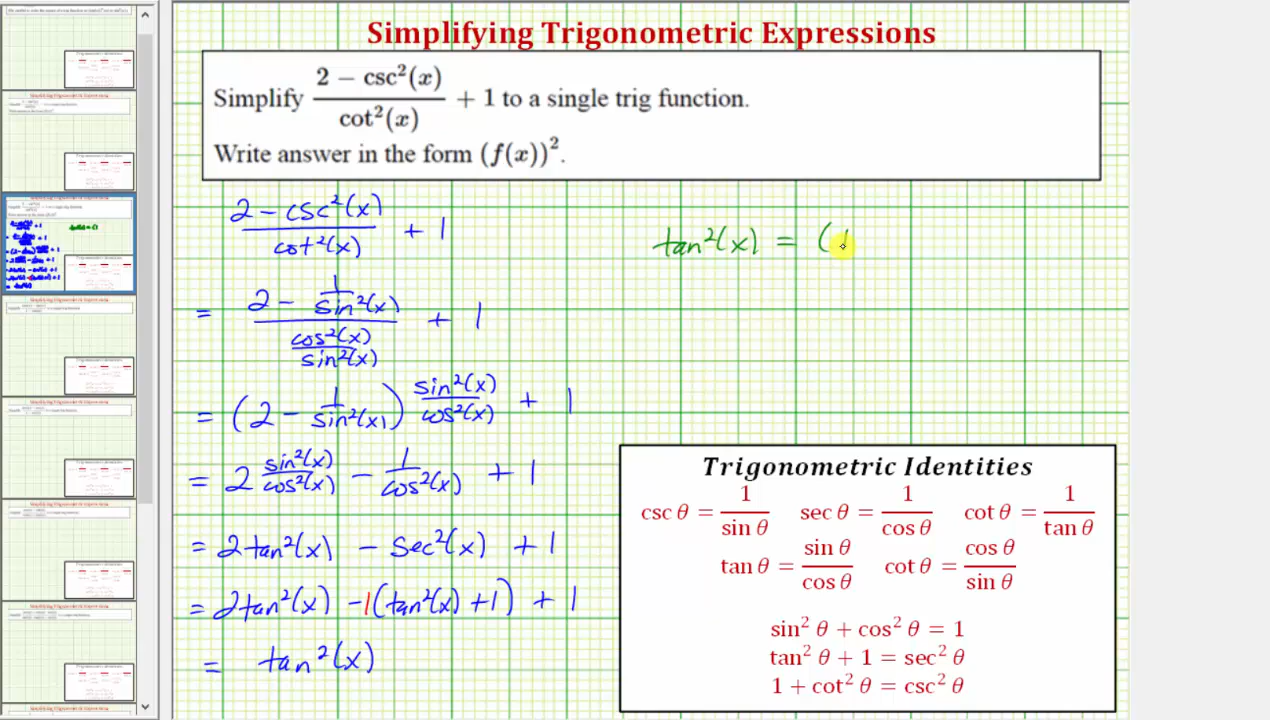 Simplifying Trigonometric Expressions
Simplify (2 − csc²(x))/(cot²(x)) + 1 to a single trig function.
Write answer in the form (f(x))².
(2 − csc²(x))/(cot²(x)) + 1
= (2 − 1/sin²(x))/(cos²(x)/sin²(x)) + 1
= (2 − 1/sin²(x)) sin²(x)/cos²(x) + 1
= 2 sin²(x)/cos²(x) − 1/cos²(x) + 1
= 2tan²(x) − sec²(x) + 1
= 2tan²(x) −1(tan²(x) + 1) + 1
= tan²(x)
tan²(x) = (
Trigonometric Identities
csc θ = 1/sin θ sec θ = 1/cos θ cot θ = 1/tan θ
tan θ = sin θ/cos θ cot θ = cos θ/sin θ
sin² θ + cos² θ = 1
tan² θ + 1 = sec² θ
1 + cot² θ = csc² θ